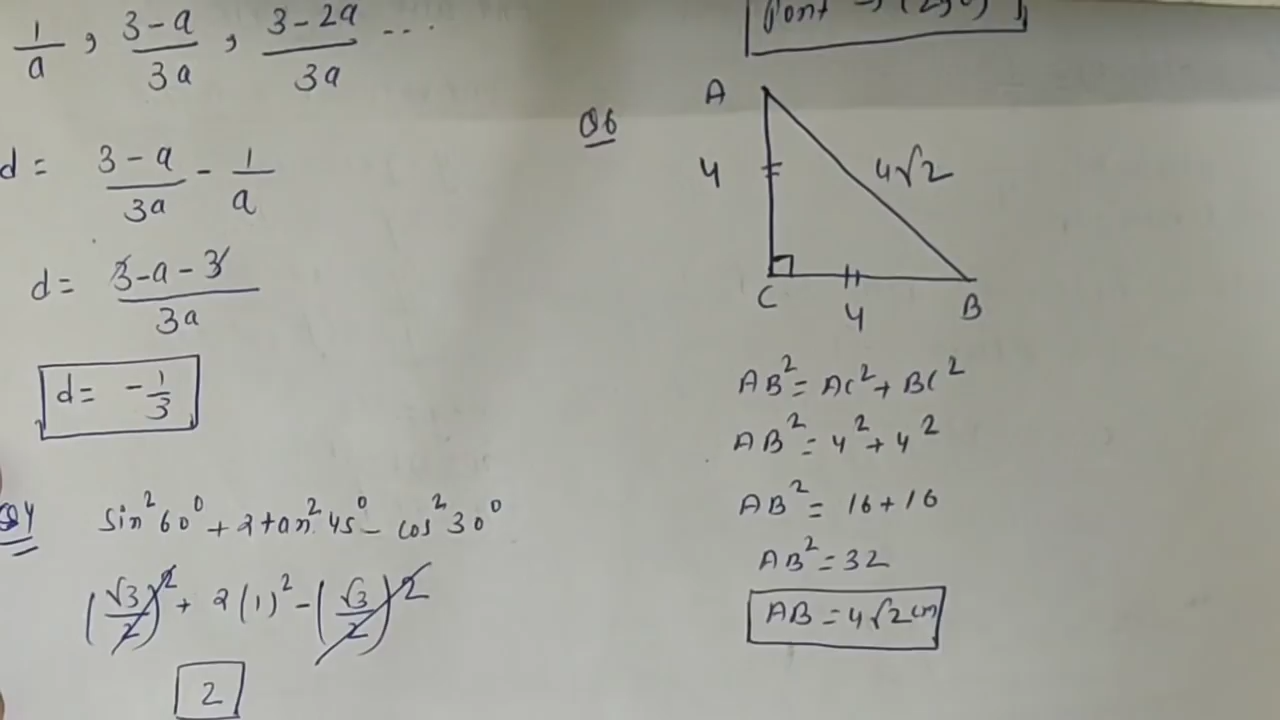 1/a , 3-a/3a , 3-2a/3a ...
d = 3-a/3a - 1/a
d = 3-a-3/3a
d = -1/3
Q4 sin²60° + 2tan²45° - cos²30°
(√3/2)² + 2(1)² - (√3/2)²
2
Q6
A
4
4√2
C
4
B
AB² = AC² + BC²
AB² = 4² + 4²
AB² = 16 + 16
AB² = 32
AB = 4√2 cm